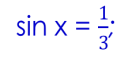 sin x = 1/3;